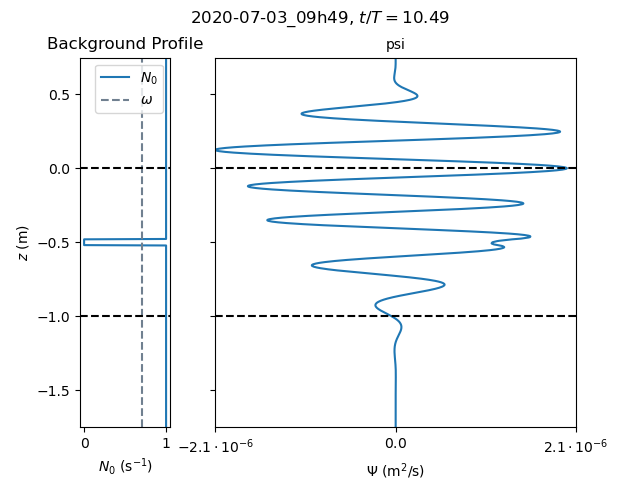 2020-07-03_09h49, t/T = 10.49
Background Profile
psi
N₀
ω
z (m)
0.5
0.0
−0.5
−1.0
−1.5
0 1
N₀ (s⁻¹)
−2.1·10⁻⁶ 0.0 2.1·10⁻⁶
Ψ (m²/s)